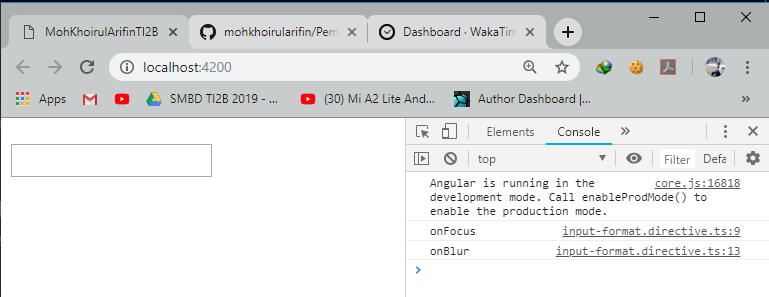 MohKhoirulArifinTI2B
mohkhoirularifin/Pem
Dashboard · WakaTim
localhost:4200
Apps
SMBD TI2B 2019 - ...
(30) Mi A2 Lite And...
Author Dashboard |...
Elements Console »
top Filter Defa
Angular is running in the core.js:16818
development mode. Call enableProdMode() to
enable the production mode.
onFocus input-format.directive.ts:9
onBlur input-format.directive.ts:13